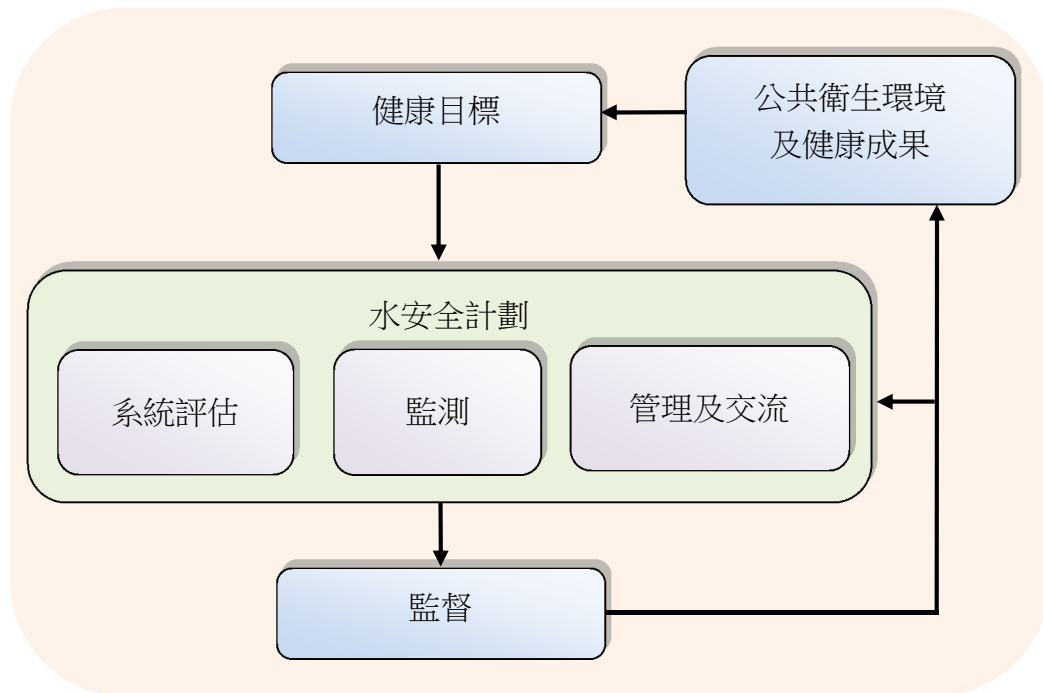 健康目標
公共衛生環境
及健康成果
水安全計劃
系統評估
監測
管理及交流
監督